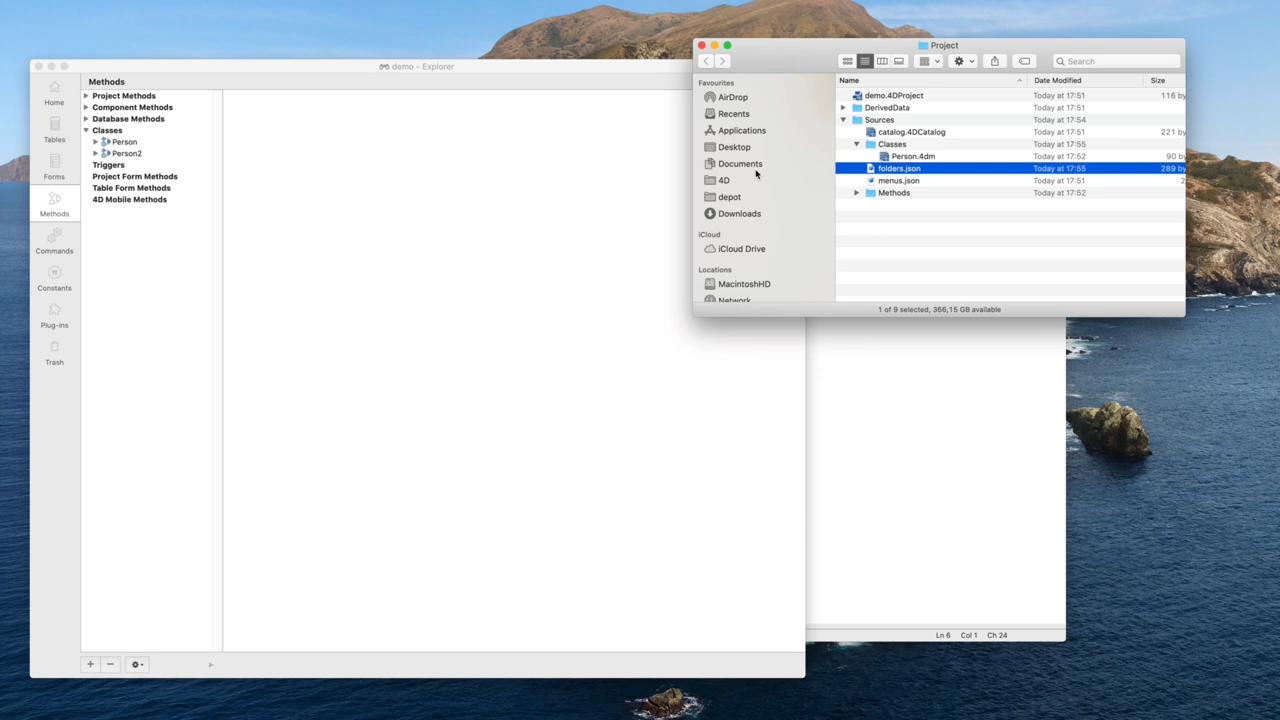 demo – Explorer
Methods
Home
Tables
Forms
Methods
Commands
Constants
Plug-ins
Trash
Project Methods
Component Methods
Database Methods
Classes
Person
Person2
Triggers
Project Form Methods
Table Form Methods
4D Mobile Methods
Project
Search
Favourites
AirDrop
Recents
Applications
Desktop
Documents
4D
depot
Downloads
iCloud
iCloud Drive
Locations
MacintoshHD
Network
Name Date Modified Size
demo.4DProject Today at 17:51 116 by
DerivedData Today at 17:51
Sources Today at 17:54
catalog.4DCatalog Today at 17:51 221 by
Classes Today at 17:55
Person.4dm Today at 17:52 90 by
folders.json Today at 17:55 289 by
menus.json Today at 17:51 2
Methods Today at 17:52
1 of 9 selected, 366,15 GB available
Ln 6 Col 1 Ch 24